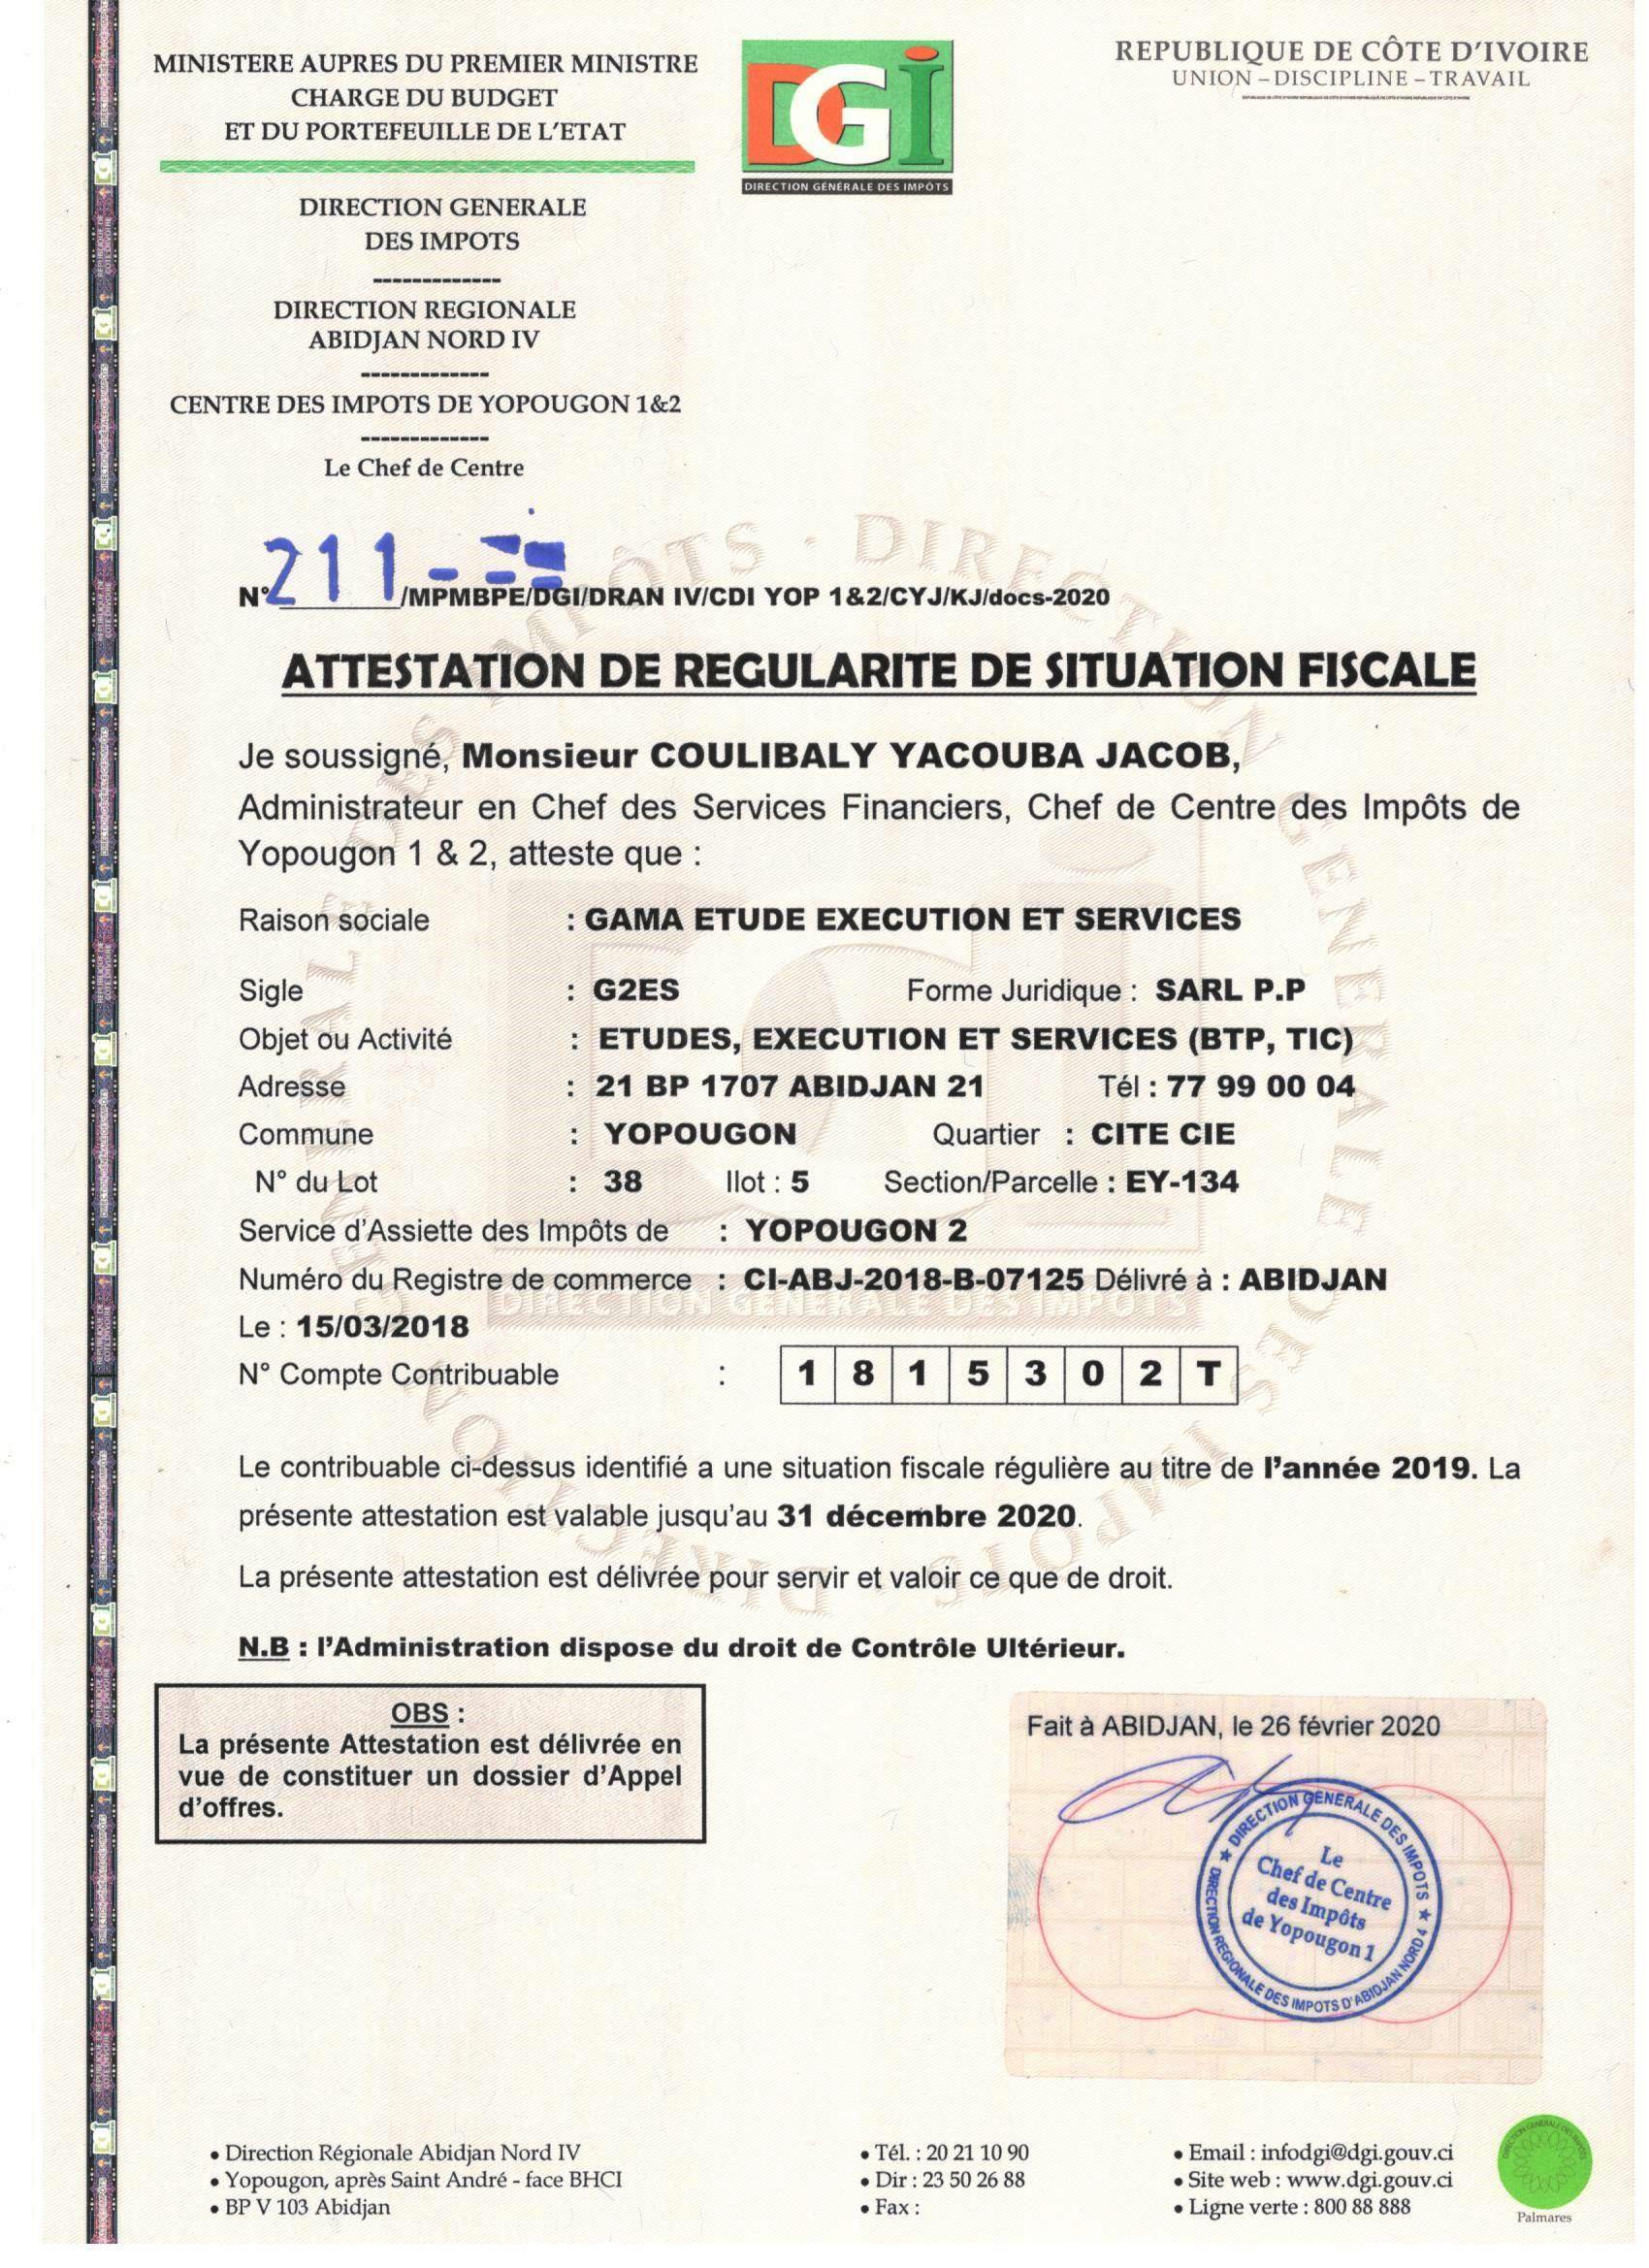 MINISTERE AUPRES DU PREMIER MINISTRE
CHARGE DU BUDGET
ET DU PORTEFEUILLE DE L'ETAT
DIRECTION GENERALE
DES IMPOTS
-------------
DIRECTION REGIONALE
ABIDJAN NORD IV
-------------
CENTRE DES IMPOTS DE YOPOUGON 1&2
-------------
Le Chef de Centre
DGI
DIRECTION GÉNÉRALE DES IMPÔTS
REPUBLIQUE DE CÔTE D'IVOIRE
UNION – DISCIPLINE – TRAVAIL
N° 211 /MPMBPE/DGI/DRAN IV/CDI YOP 1&2/CYJ/KJ/docs-2020
ATTESTATION DE REGULARITE DE SITUATION FISCALE
Je soussigné, Monsieur COULIBALY YACOUBA JACOB,
Administrateur en Chef des Services Financiers, Chef de Centre des Impôts de
Yopougon 1 & 2, atteste que :
Raison sociale : GAMA ETUDE EXECUTION ET SERVICES
Sigle : G2ES Forme Juridique : SARL P.P
Objet ou Activité : ETUDES, EXECUTION ET SERVICES (BTP, TIC)
Adresse : 21 BP 1707 ABIDJAN 21 Tél : 77 99 00 04
Commune : YOPOUGON Quartier : CITE CIE
N° du Lot : 38 Ilot : 5 Section/Parcelle : EY-134
Service d'Assiette des Impôts de : YOPOUGON 2
Numéro du Registre de commerce : CI-ABJ-2018-B-07125 Délivré à : ABIDJAN
Le : 15/03/2018
N° Compte Contribuable : 1 8 1 5 3 0 2 T
Le contribuable ci-dessus identifié a une situation fiscale régulière au titre de l'année 2019. La
présente attestation est valable jusqu'au 31 décembre 2020.
La présente attestation est délivrée pour servir et valoir ce que de droit.
N.B : l'Administration dispose du droit de Contrôle Ultérieur.
OBS :
La présente Attestation est délivrée en
vue de constituer un dossier d'Appel
d'offres.
Fait à ABIDJAN, le 26 février 2020
DIRECTION GENERALE DES IMPOTS
DIRECTION REGIONALE DES IMPOTS D'ABIDJAN NORD 4
Le
Chef de Centre
des Impôts
de Yopougon 1
• Direction Régionale Abidjan Nord IV
• Yopougon, après Saint André - face BHCI
• BP V 103 Abidjan
• Tél. : 20 21 10 90
• Dir : 23 50 26 88
• Fax :
• Email : infodgi@dgi.gouv.ci
• Site web : www.dgi.gouv.ci
• Ligne verte : 800 88 888
Palmares